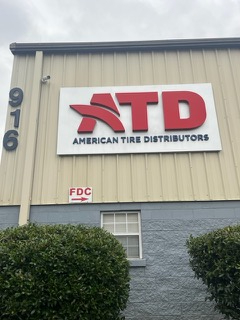 916
ATD
AMERICAN TIRE DISTRIBUTORS
FDC